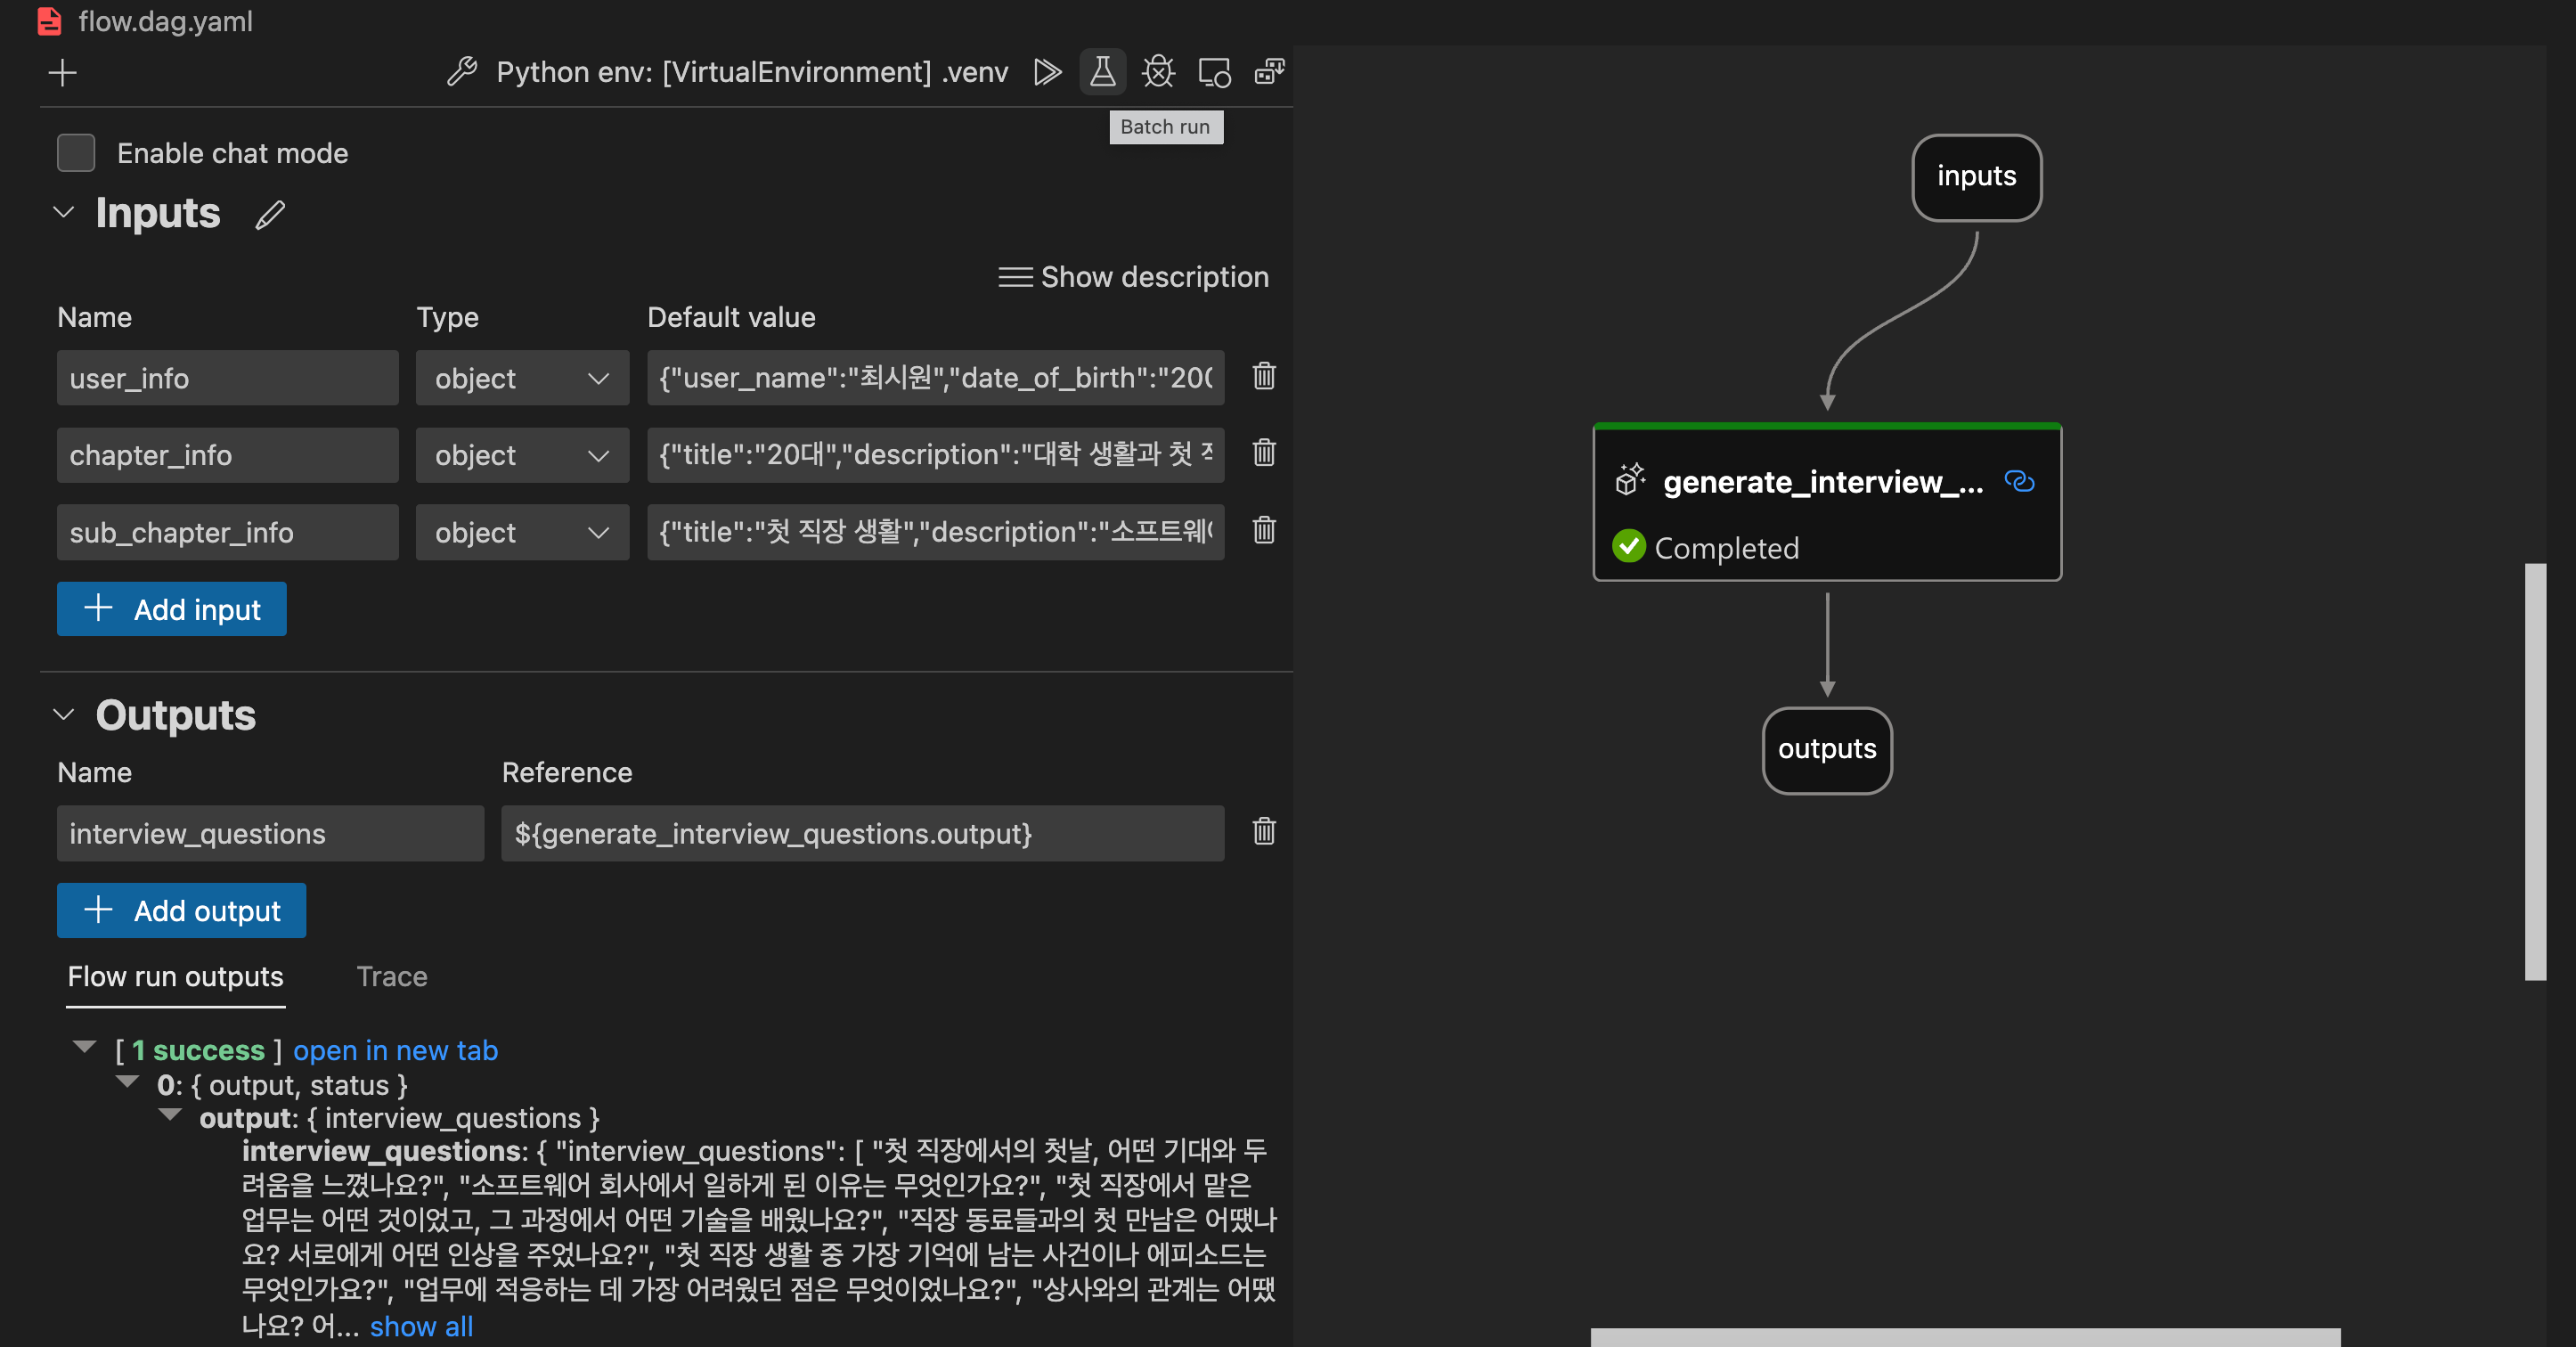 flow.dag.yaml
Python env: [VirtualEnvironment] .venv
Batch run
Enable chat mode
Inputs
Show description
Name Type Default value
user_info object {"user_name":"최시원","date_of_birth":"200
chapter_info object {"title":"20대","description":"대학 생활과 첫
sub_chapter_info object {"title":"첫 직장 생활","description":"소프트웨
Add input
Outputs
Name Reference
interview_questions ${generate_interview_questions.output}
Add output
Flow run outputs Trace
[ 1 success ] open in new tab
0: { output, status }
output: { interview_questions }
interview_questions: { "interview_questions": [ "첫 직장에서의 첫날, 어떤 기대와 두
려움을 느꼈나요?", "소프트웨어 회사에서 일하게 된 이유는 무엇인가요?", "첫 직장에서 맡은
업무는 어떤 것이었고, 그 과정에서 어떤 기술을 배웠나요?", "직장 동료들과의 첫 만남은 어땠나
요? 서로에게 어떤 인상을 주었나요?", "첫 직장 생활 중 가장 기억에 남는 사건이나 에피소드는
무엇인가요?", "업무에 적응하는 데 가장 어려웠던 점은 무엇이었나요?", "상사와의 관계는 어땠
나요? 어... show all
inputs
generate_interview_...
Completed
outputs